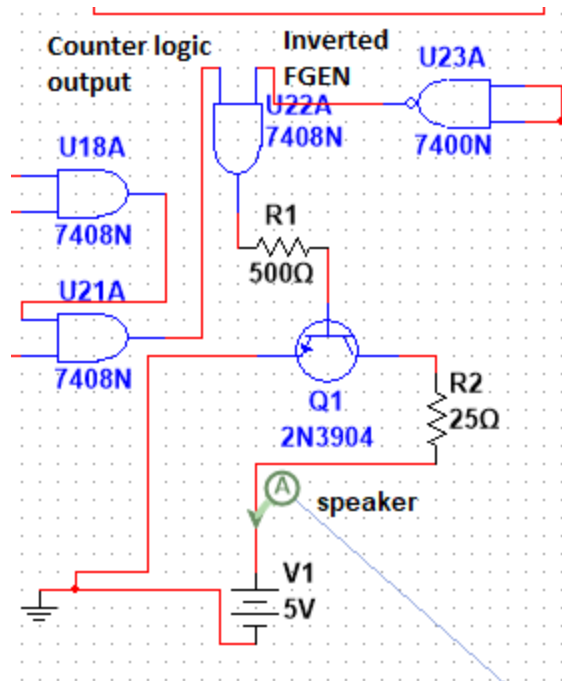 Counter logic
output
Inverted
FGEN
U23A
7400N
U22A
7408N
U18A
7408N
R1
500Ω
U21A
7408N
Q1
2N3904
R2
25Ω
A
speaker
V1
5V